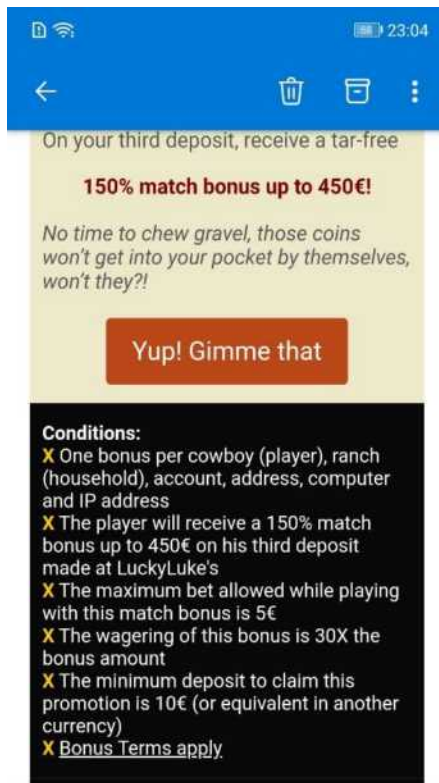 58 23:04
On your third deposit, receive a tar-free
150% match bonus up to 450€!
No time to chew gravel, those coins
won't get into your pocket by themselves,
won't they?!
Yup! Gimme that
Conditions:
X One bonus per cowboy (player), ranch
(household), account, address, computer
and IP address
X The player will receive a 150% match
bonus up to 450€ on his third deposit
made at LuckyLuke's
X The maximum bet allowed while playing
with this match bonus is 5€
X The wagering of this bonus is 30X the
bonus amount
X The minimum deposit to claim this
promotion is 10€ (or equivalent in another
currency)
X Bonus Terms apply